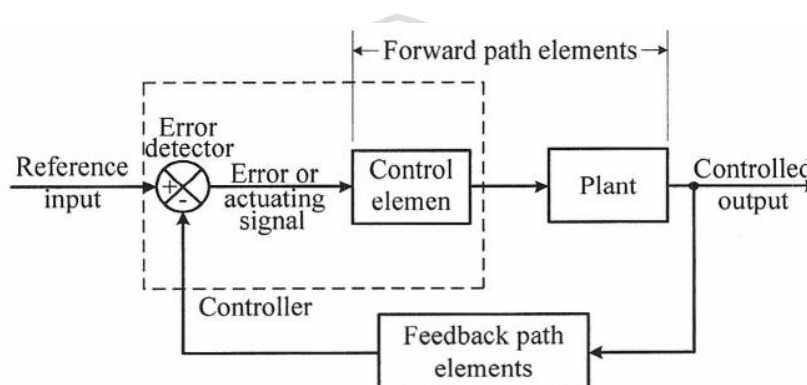 Forward path elements
Error
detector
Reference
input
+
-
Error or
actuating
signal
Control
elemen
Plant
Controlled
output
Controller
Feedback path
elements